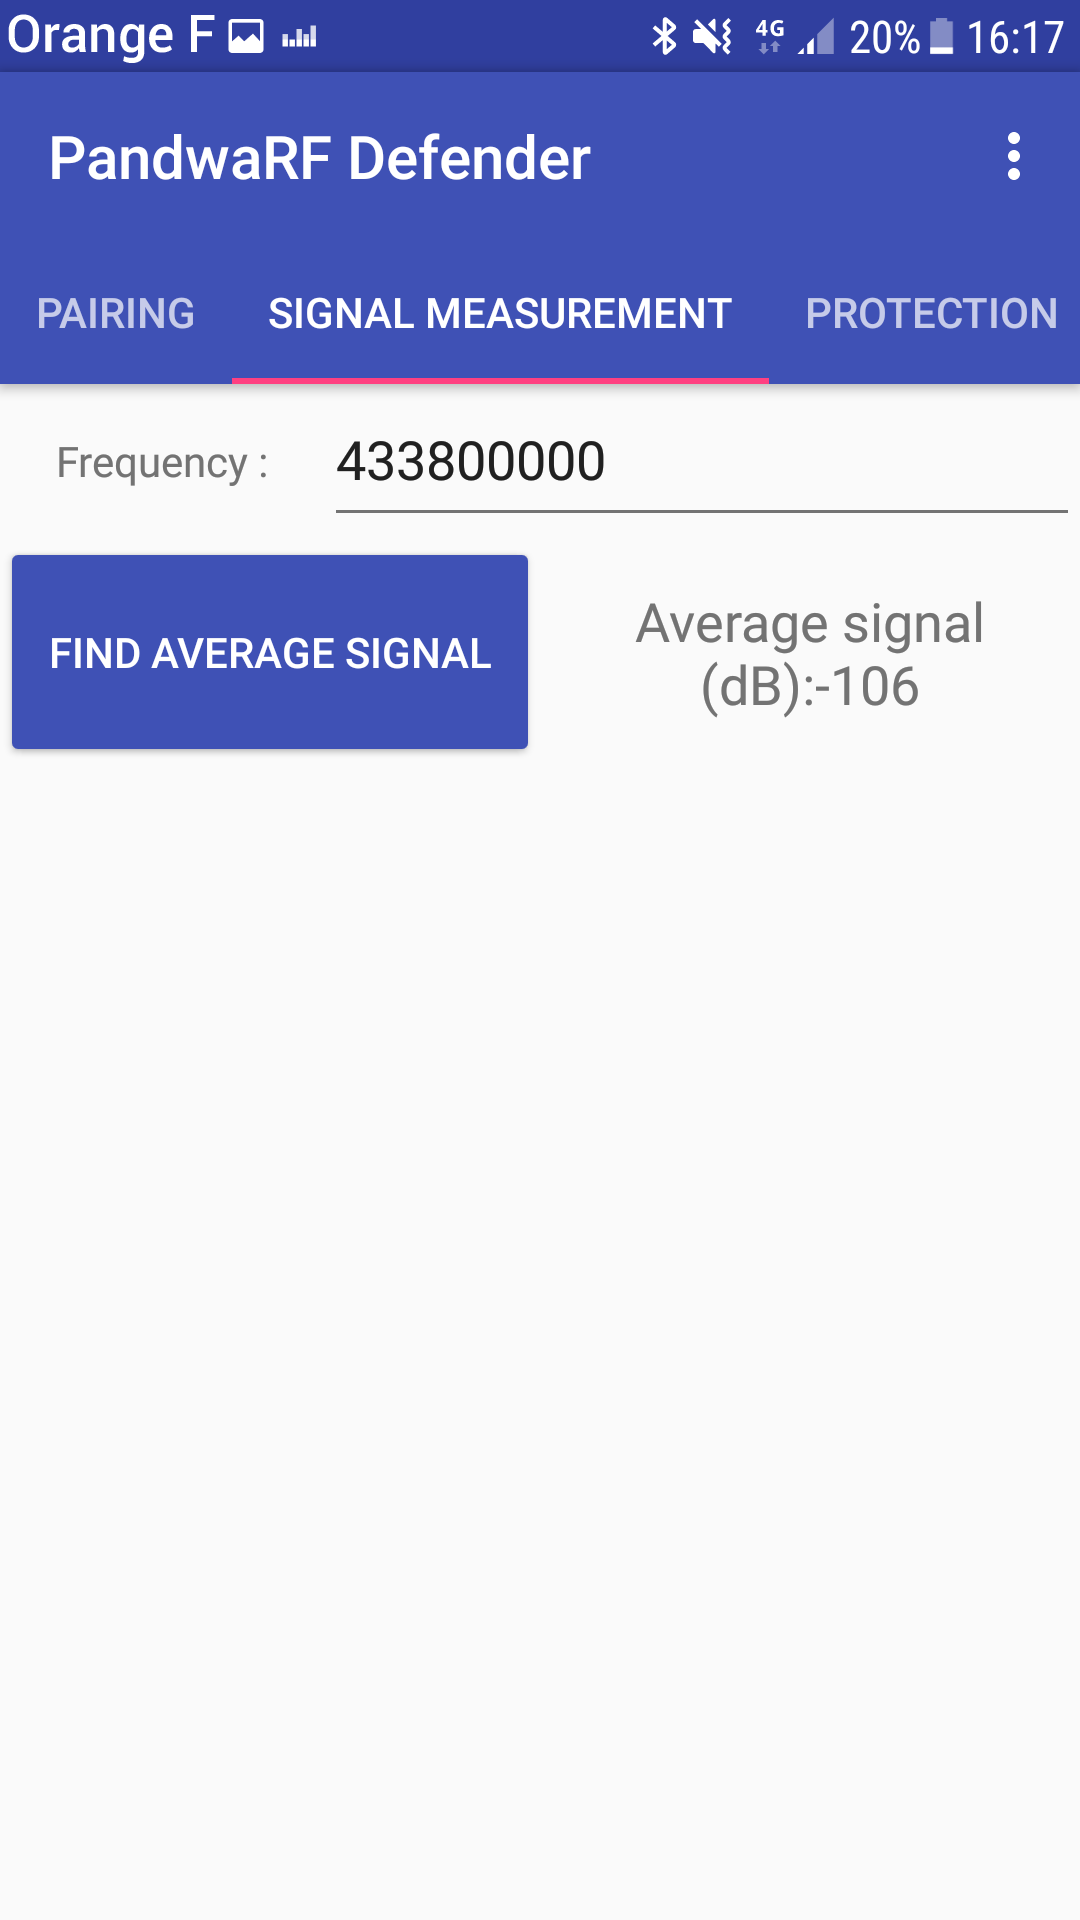 Orange F 4G 20% 16:17
PandwaRF Defender
PAIRING SIGNAL MEASUREMENT PROTECTION
Frequency : 433800000
FIND AVERAGE SIGNAL
Average signal
(dB):-106